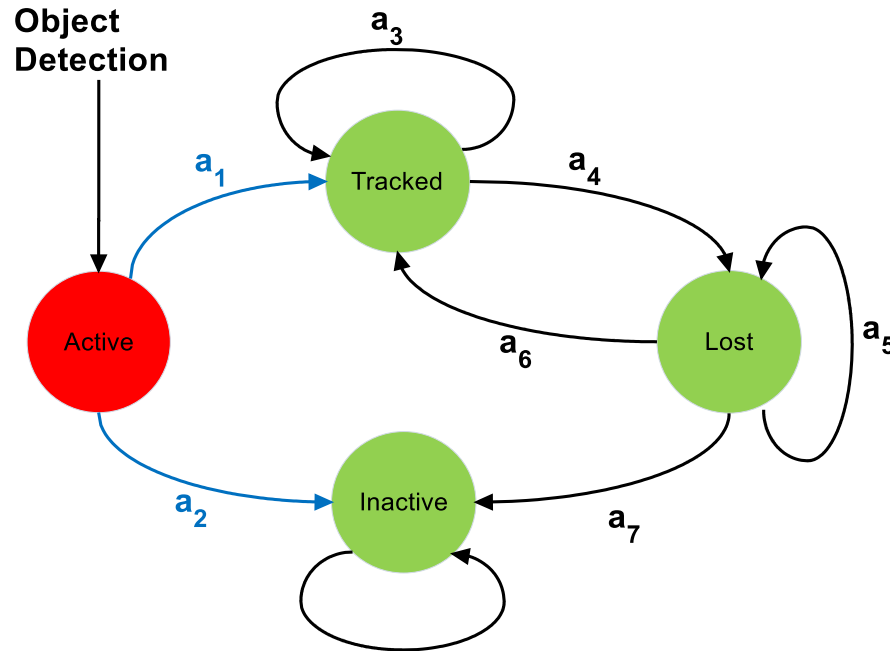 Object
Detection
a3
a1
Tracked
a4
Active
Lost
a5
a6
a2
Inactive
a7